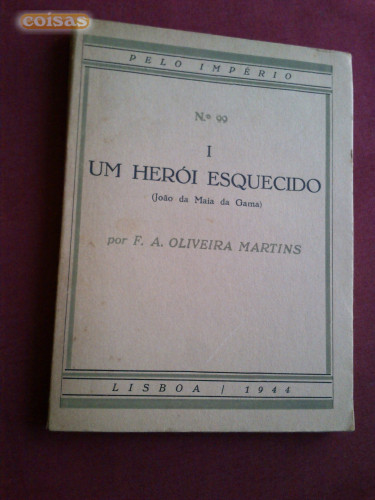 coisas
PELO IMPÉRIO
N.º 99
I
UM HERÓI ESQUECIDO
(João da Maia da Gama)
por F. A. OLIVEIRA MARTINS
LISBOA / 1944